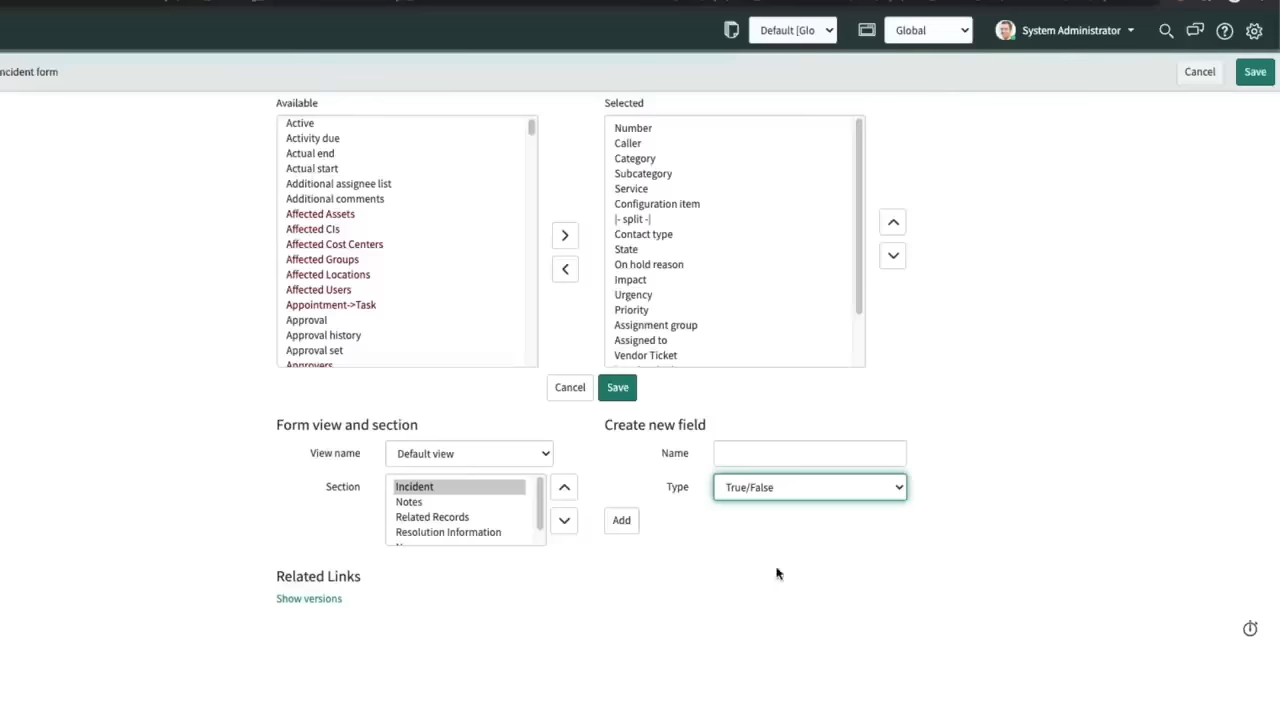 Default [Glo
Global
System Administrator
ncident form
Cancel
Save
Available
Selected
Active
Activity due
Actual end
Actual start
Additional assignee list
Additional comments
Affected Assets
Affected CIs
Affected Cost Centers
Affected Groups
Affected Locations
Affected Users
Appointment->Task
Approval
Approval history
Approval set
Approvers
Number
Caller
Category
Subcategory
Service
Configuration item
|- split -|
Contact type
State
On hold reason
Impact
Urgency
Priority
Assignment group
Assigned to
Vendor Ticket
Cancel
Save
Form view and section
View name
Default view
Section
Incident
Notes
Related Records
Resolution Information
Create new field
Name
Type
True/False
Add
Related Links
Show versions